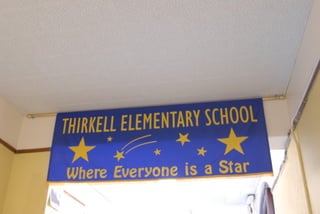 THIRKELL ELEMENTARY SCHOOL
Where Everyone is a Star